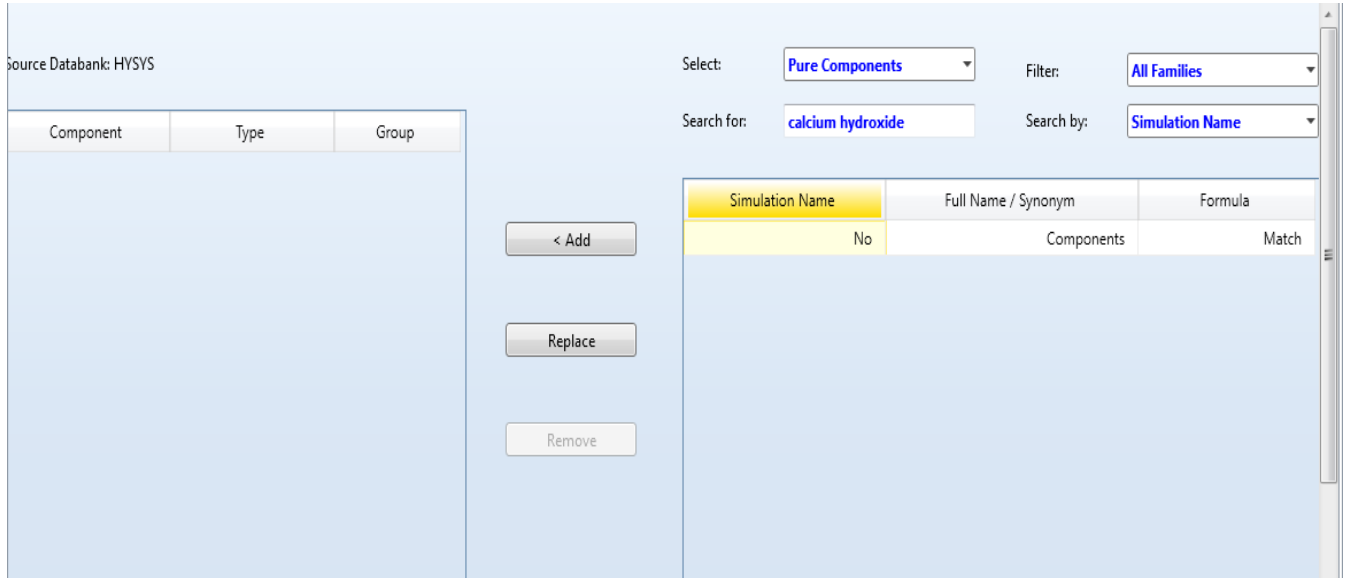 Source Databank: HYSYS
Select: Pure Components Filter: All Families
Search for: calcium hydroxide Search by: Simulation Name
Component Type Group
Simulation Name Full Name / Synonym Formula
No Components Match
< Add
Replace
Remove